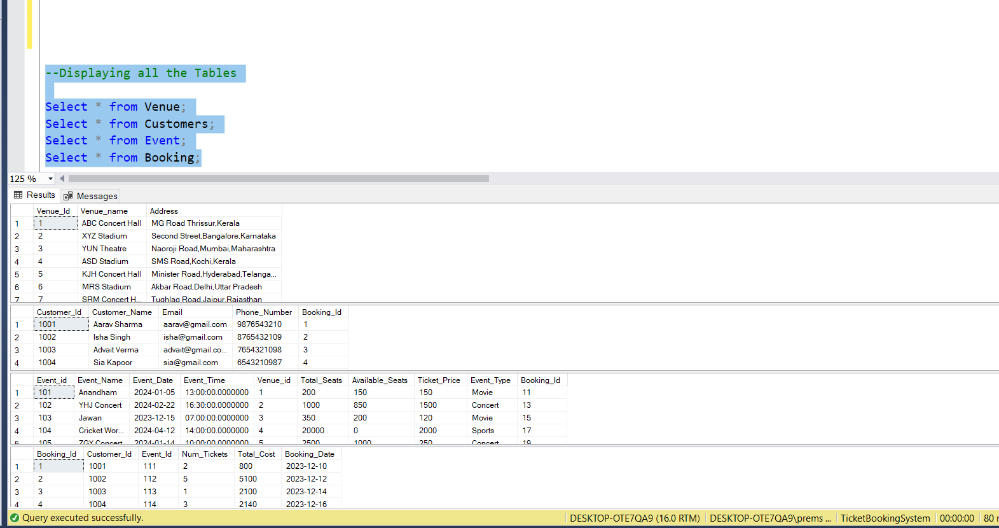 --Displaying all the Tables
Select * from Venue;
Select * from Customers;
Select * from Event;
Select * from Booking;
125 %
Results Messages
Venue_Id Venue_name Address
1 1 ABC Concert Hall MG Road Thrissur,Kerala
2 2 XYZ Stadium Second Street,Bangalore,Karnataka
3 3 YUN Theatre Naoroji Road,Mumbai,Maharashtra
4 4 ASD Stadium SMS Road,Kochi,Kerala
5 5 KJH Concert Hall Minister Road,Hyderabad,Telanga...
6 6 MRS Stadium Akbar Road,Delhi,Uttar Pradesh
7 7 SRM Concert H... Tughlag Road,Jaipur,Rajasthan
Customer_Id Customer_Name Email Phone_Number Booking_Id
1 1001 Aarav Sharma aarav@gmail.com 9876543210 1
2 1002 Isha Singh isha@gmail.com 8765432109 2
3 1003 Advait Verma advait@gmail.co... 7654321098 3
4 1004 Sia Kapoor sia@gmail.com 6543210987 4
Event_id Event_Name Event_Date Event_Time Venue_id Total_Seats Available_Seats Ticket_Price Event_Type Booking_Id
1 101 Anandham 2024-01-05 13:00:00.0000000 1 200 150 150 Movie 11
2 102 YHJ Concert 2024-02-22 16:30:00.0000000 2 1000 850 1500 Concert 13
3 103 Jawan 2023-12-15 07:00:00.0000000 3 350 200 120 Movie 15
4 104 Cricket Wor... 2024-04-12 14:00:00.0000000 4 20000 0 2000 Sports 17
5 105 ZGY Concert 2024-01-14 10:00:00.0000000 5 2500 1000 250 Concert 19
Booking_Id Customer_Id Event_Id Num_Tickets Total_Cost Booking_Date
1 1 1001 111 2 800 2023-12-10
2 2 1002 112 5 5100 2023-12-12
3 3 1003 113 1 2100 2023-12-14
4 4 1004 114 3 2140 2023-12-16
Query executed successfully. DESKTOP-OTE7QA9 (16.0 RTM) DESKTOP-OTE7QA9\prems ... TicketBookingSystem 00:00:00 80